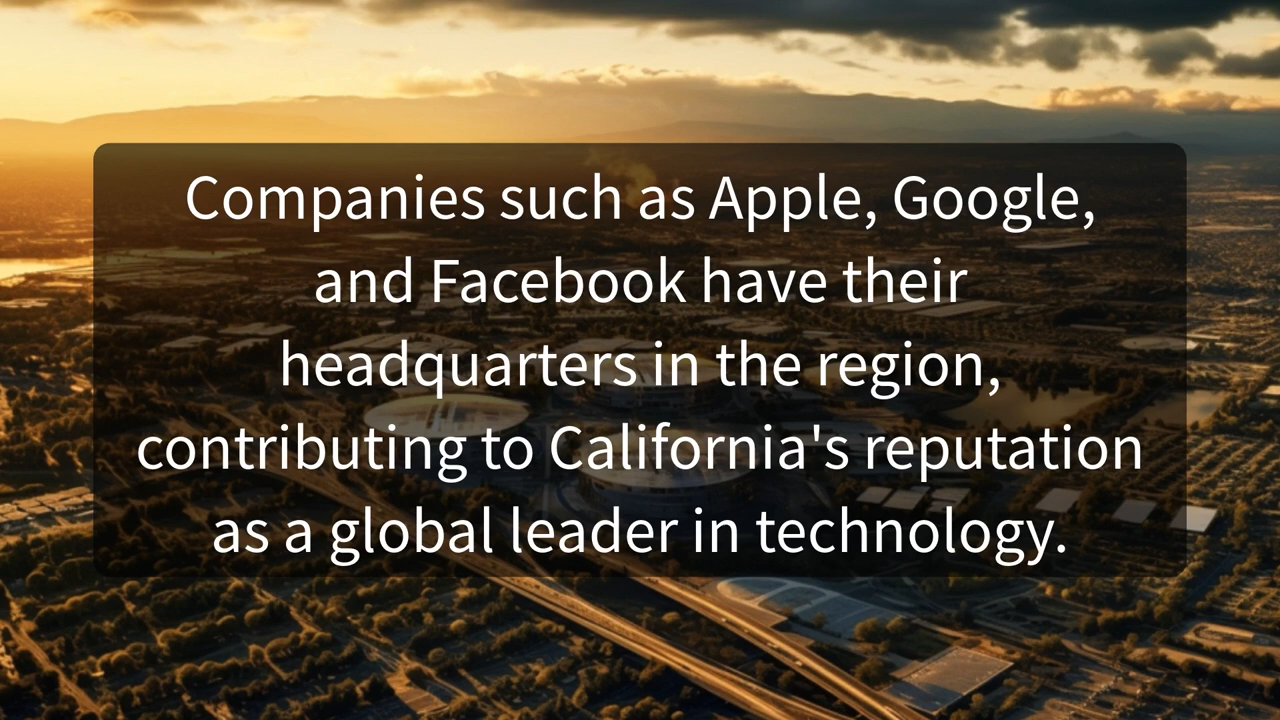 Companies such as Apple, Google,
and Facebook have their
headquarters in the region,
contributing to California's reputation
as a global leader in technology.